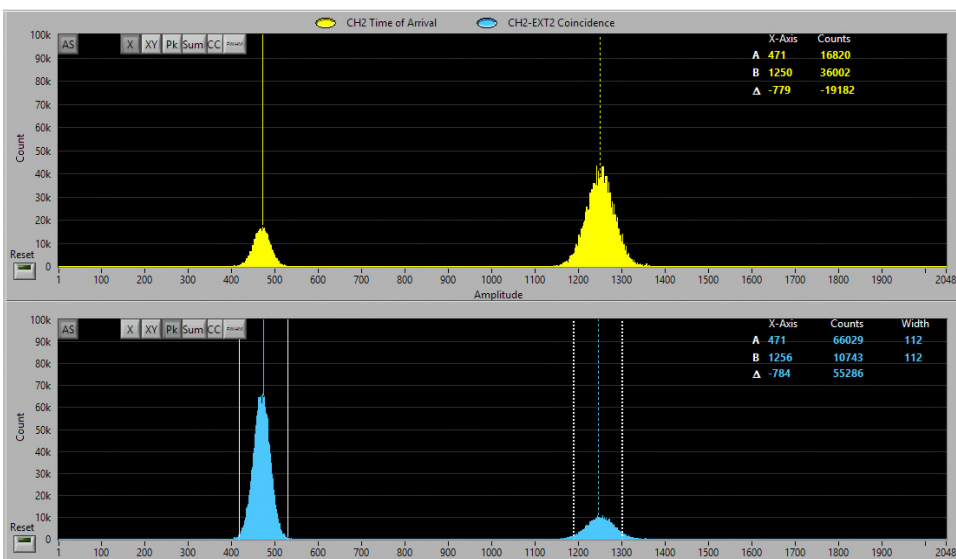 CH2 Time of Arrival CH2-EXT2 Coincidence
AS X XY Pk Sum CC FWHM
X-Axis Counts
A 471 16820
B 1250 36002
Δ -779 -19182
100k
90k
80k
70k
60k
50k
40k
30k
20k
10k
0
Count
Reset
1 100 200 300 400 500 600 700 800 900 1000 1100 1200 1300 1400 1500 1600 1700 1800 1900 2048
Amplitude
AS X XY Pk Sum CC FWHM
X-Axis Counts Width
A 471 66029 112
B 1256 10743 112
Δ -784 55286
100k
90k
80k
70k
60k
50k
40k
30k
20k
10k
0
Count
Reset
1 100 200 300 400 500 600 700 800 900 1000 1100 1200 1300 1400 1500 1600 1700 1800 1900 2048